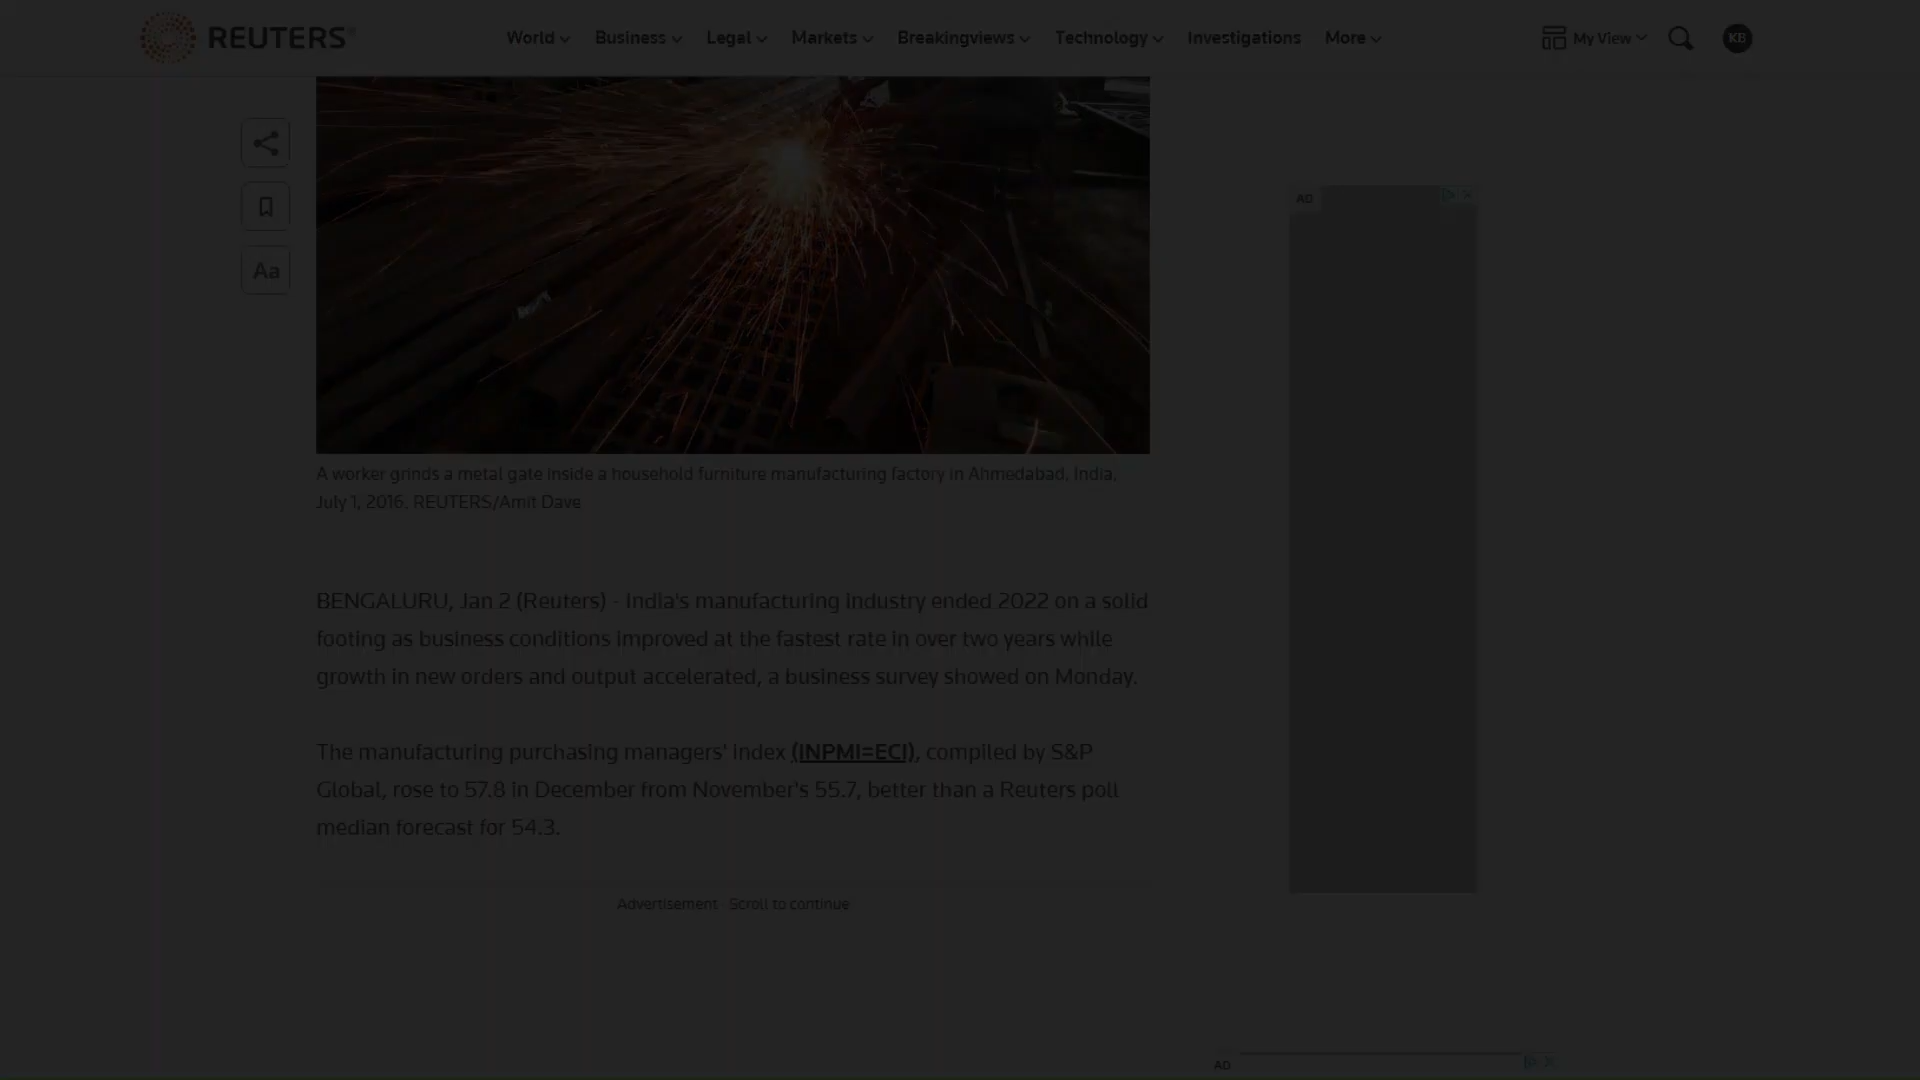 REUTERS
World
Business
Legal
Markets
Breakingviews
Technology
Investigations
More
My View
KB
Aa
AD
A worker grinds a metal gate inside a household furniture manufacturing factory in Ahmedabad, India,
July 1, 2016. REUTERS/Amit Dave
BENGALURU, Jan 2 (Reuters) - India's manufacturing industry ended 2022 on a solid
footing as business conditions improved at the fastest rate in over two years while
growth in new orders and output accelerated, a business survey showed on Monday.
The manufacturing purchasing managers' index (INPMI=ECI), compiled by S&P
Global, rose to 57.8 in December from November's 55.7, better than a Reuters poll
median forecast for 54.3.
Advertisement · Scroll to continue
AD